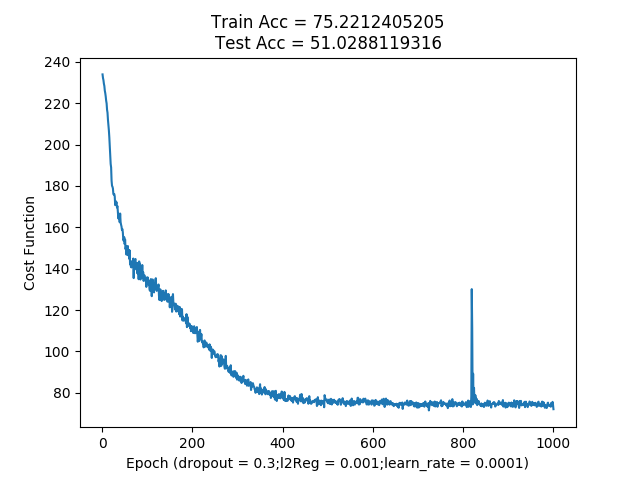 Train Acc = 75.2212405205
Test Acc = 51.0288119316
240
220
200
180
160
140
120
100
80
Cost Function
0 200 400 600 800 1000
Epoch (dropout = 0.3;l2Reg = 0.001;learn_rate = 0.0001)